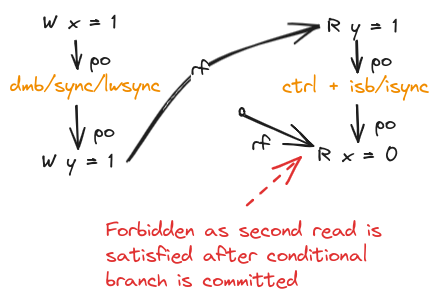 W x = 1
R y = 1
po
po
dmb/sync/lwsync
rf
ctrl + isb/isync
po
po
W y = 1
rf
R x = 0
Forbidden as second read is
satisfied after conditional
branch is committed